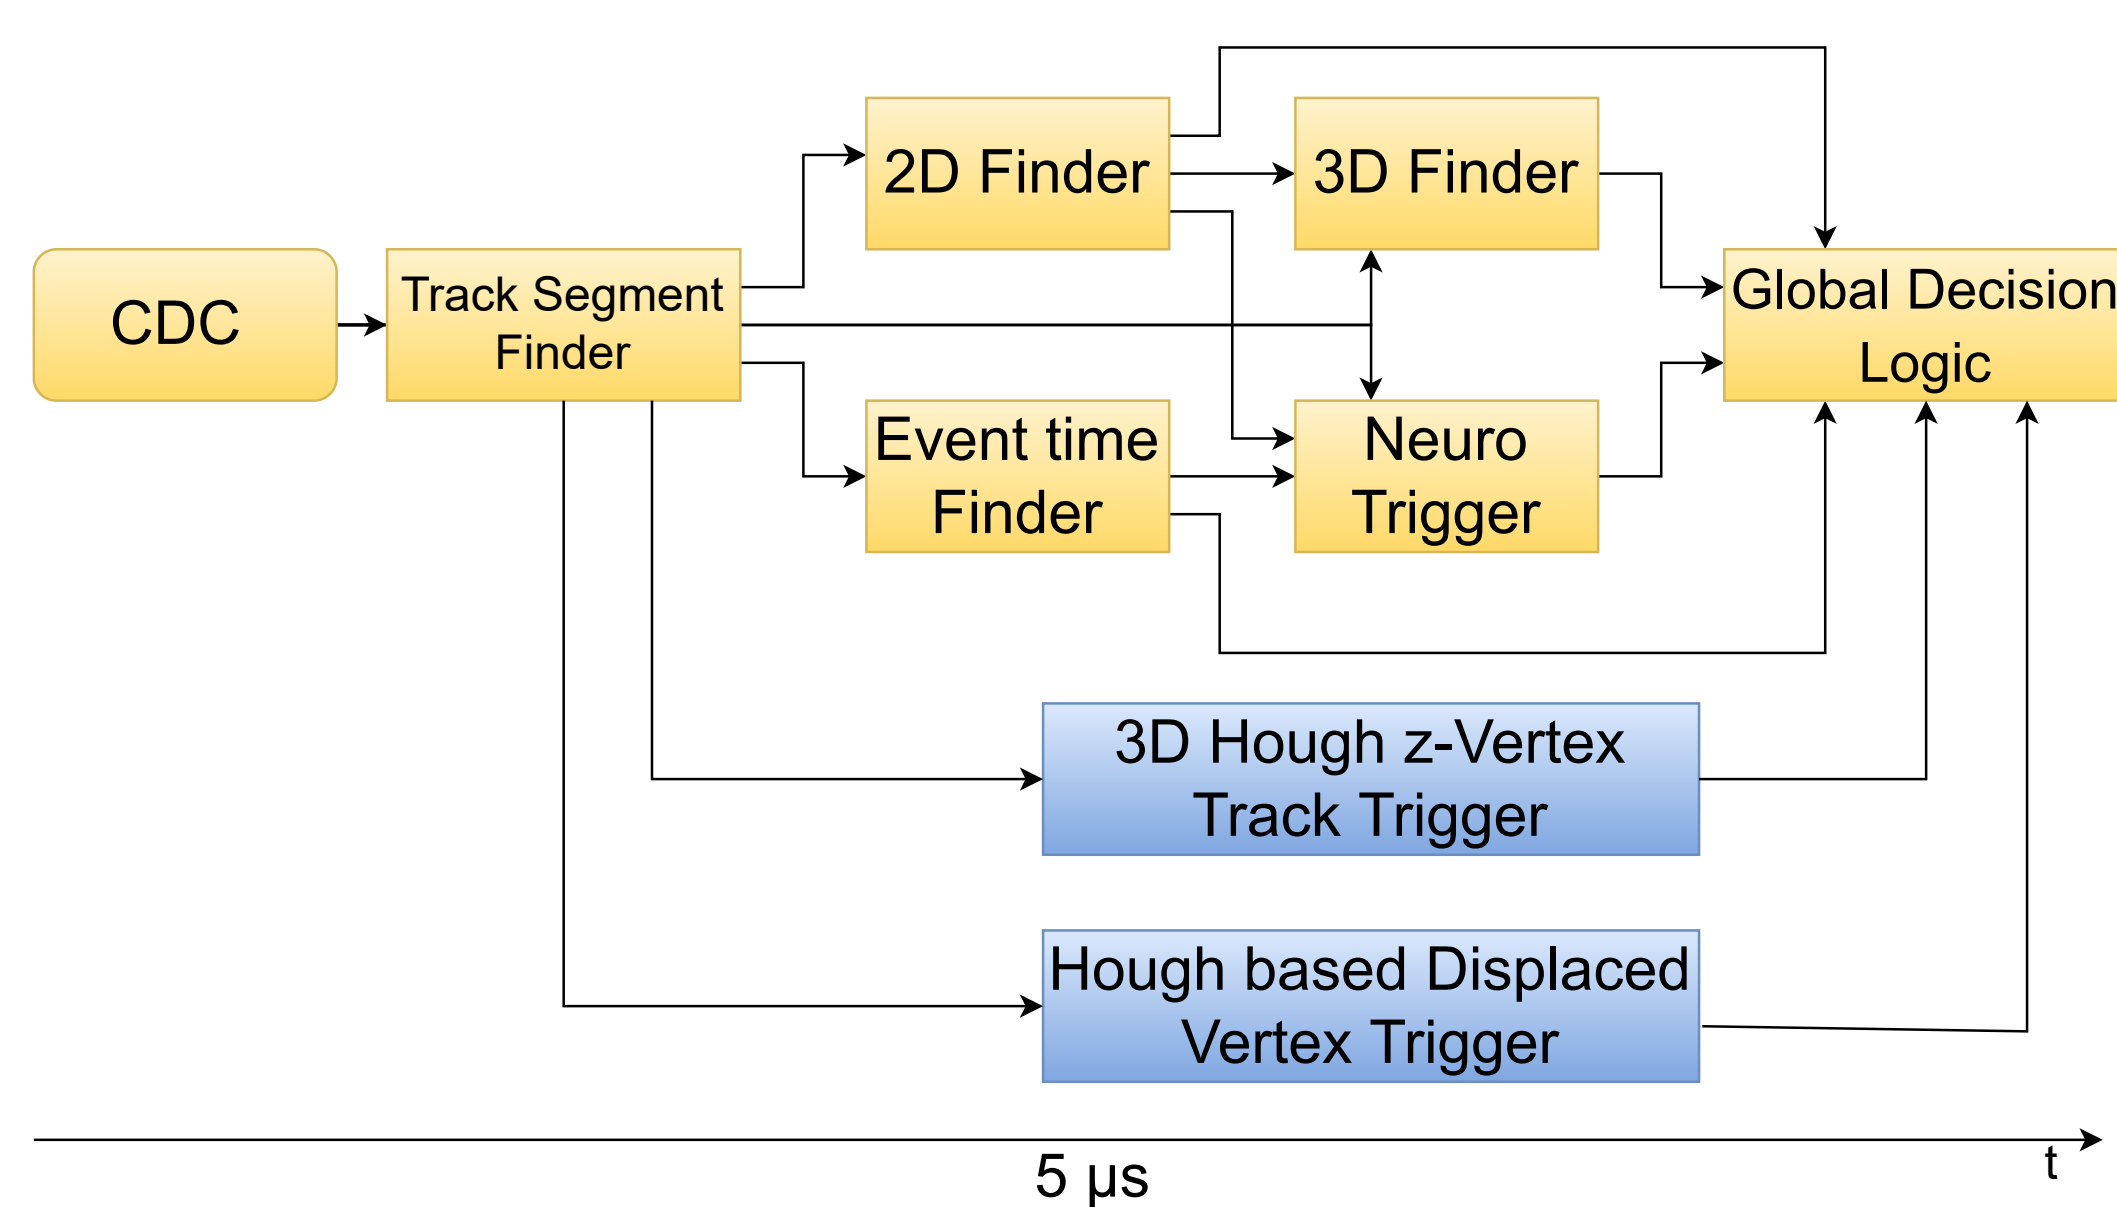 2D Finder
3D Finder
CDC
Track Segment
Finder
Global Decision
Logic
Event time
Finder
Neuro
Trigger
3D Hough z-Vertex
Track Trigger
Hough based Displaced
Vertex Trigger
5 µs
t